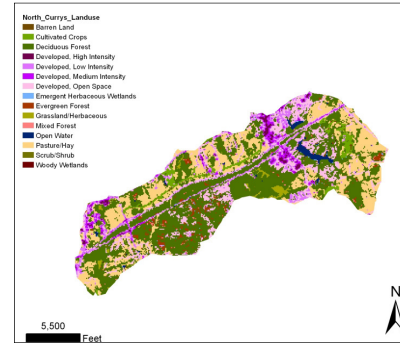 North_Currys_Landuse
Barren Land
Cultivated Crops
Deciduous Forest
Developed, High Intensity
Developed, Low Intensity
Developed, Medium Intensity
Developed, Open Space
Emergent Herbaceous Wetlands
Evergreen Forest
Grassland/Herbaceous
Mixed Forest
Open Water
Pasture/Hay
Scrub/Shrub
Woody Wetlands
N
5,500
Feet